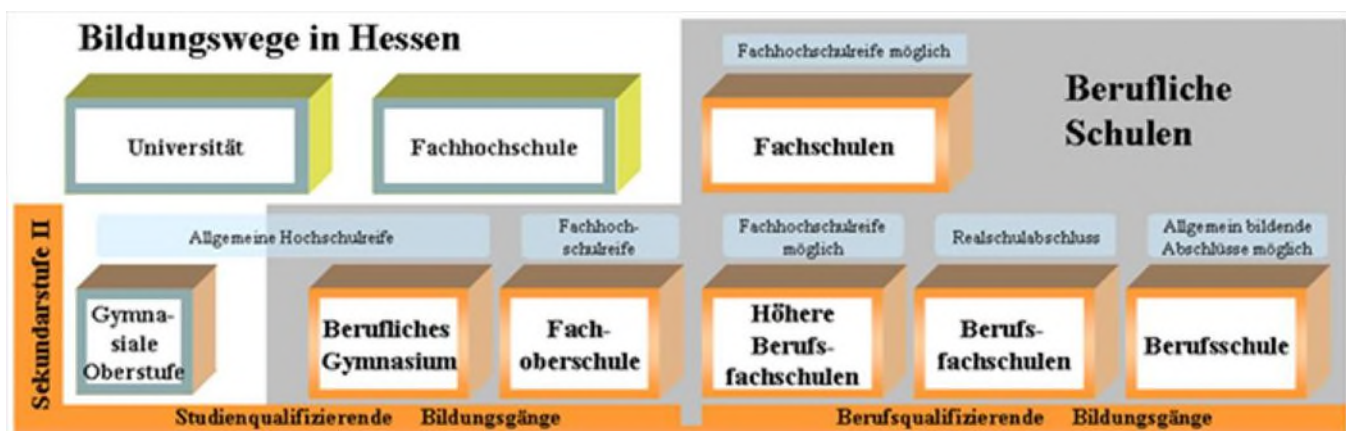 Bildungswege in Hessen
Fachhochschulreife möglich
Berufliche
Schulen
Universität
Fachhochschule
Fachschulen
Sekundarstufe II
Allgemeine Hochschulreife
Fachhoch-
schulreife
Fachhochschulreife
möglich
Realschulabschluss
Allgemein bildende
Abschlüsse möglich
Gymna-
siale
Oberstufe
Berufliches
Gymnasium
Fach-
oberschule
Höhere
Berufs-
fachschulen
Berufs-
fachschulen
Berufsschule
Studienqualifizierende Bildungsgänge
Berufsqualifizierende Bildungsgänge